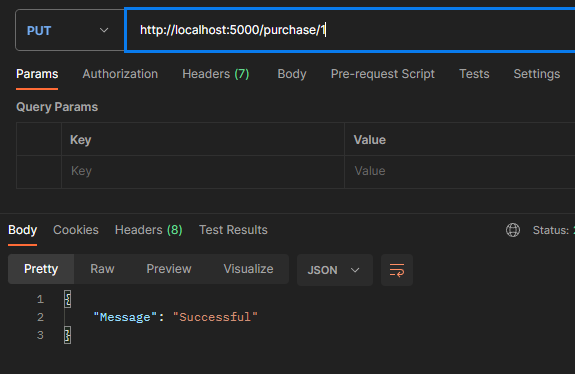 PUT http://localhost:5000/purchase/1
Params Authorization Headers (7) Body Pre-request Script Tests Settings
Query Params
Key Value
Key Value
Body Cookies Headers (8) Test Results Status:
Pretty Raw Preview Visualize JSON
1 {
2 "Message": "Successful"
3 }